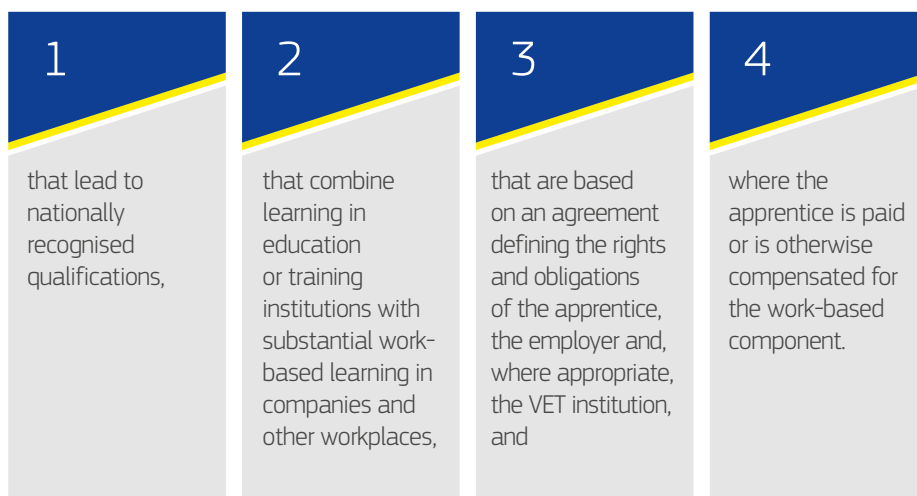 1
that lead to
nationally
recognised
qualifications,
2
that combine
learning in
education
or training
institutions with
substantial work-
based learning in
companies and
other workplaces,
3
that are based
on an agreement
defining the rights
and obligations
of the apprentice,
the employer and,
where appropriate,
the VET institution,
and
4
where the
apprentice is paid
or is otherwise
compensated for
the work-based
component.